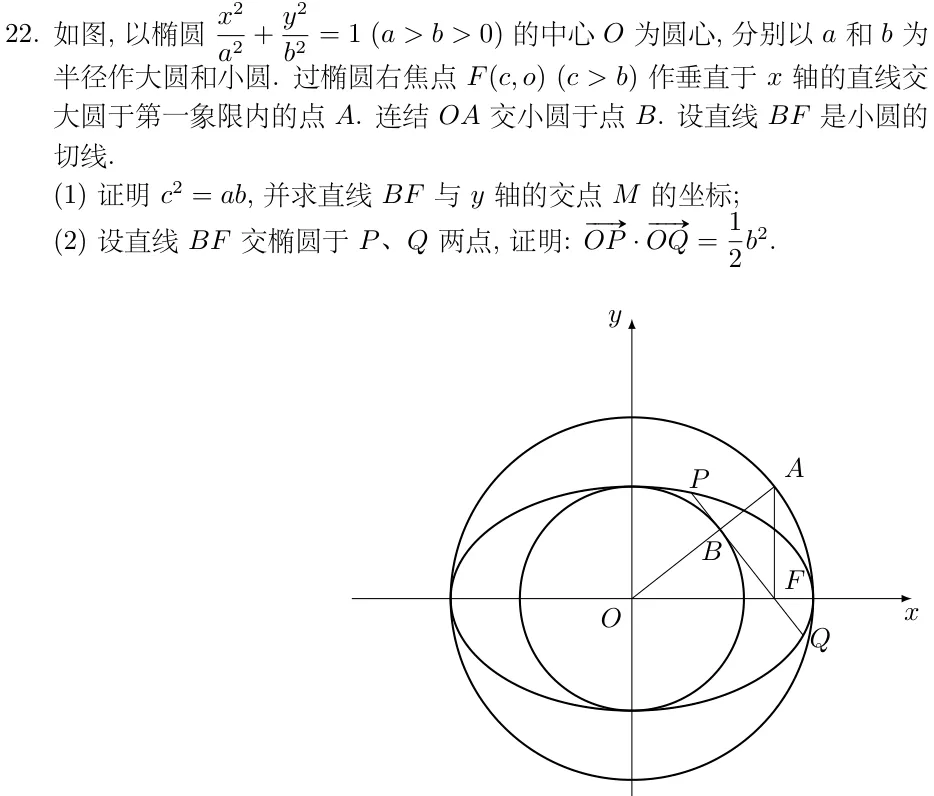 22. 如图, 以椭圆 $\frac{x^2}{a^2} + \frac{y^2}{b^2} = 1$ $(a > b > 0)$ 的中心 $O$ 为圆心, 分别以 $a$ 和 $b$ 为
半径作大圆和小圆. 过椭圆右焦点 $F(c, o)$ $(c > b)$ 作垂直于 $x$ 轴的直线交
大圆于第一象限内的点 $A$. 连结 $OA$ 交小圆于点 $B$. 设直线 $BF$ 是小圆的
切线.
(1) 证明 $c^2 = ab$, 并求直线 $BF$ 与 $y$ 轴的交点 $M$ 的坐标;
(2) 设直线 $BF$ 交椭圆于 $P$、$Q$ 两点, 证明: $\overrightarrow{OP} \cdot \overrightarrow{OQ} = \frac{1}{2}b^2$.
y
A
P
B
F
O
x
Q